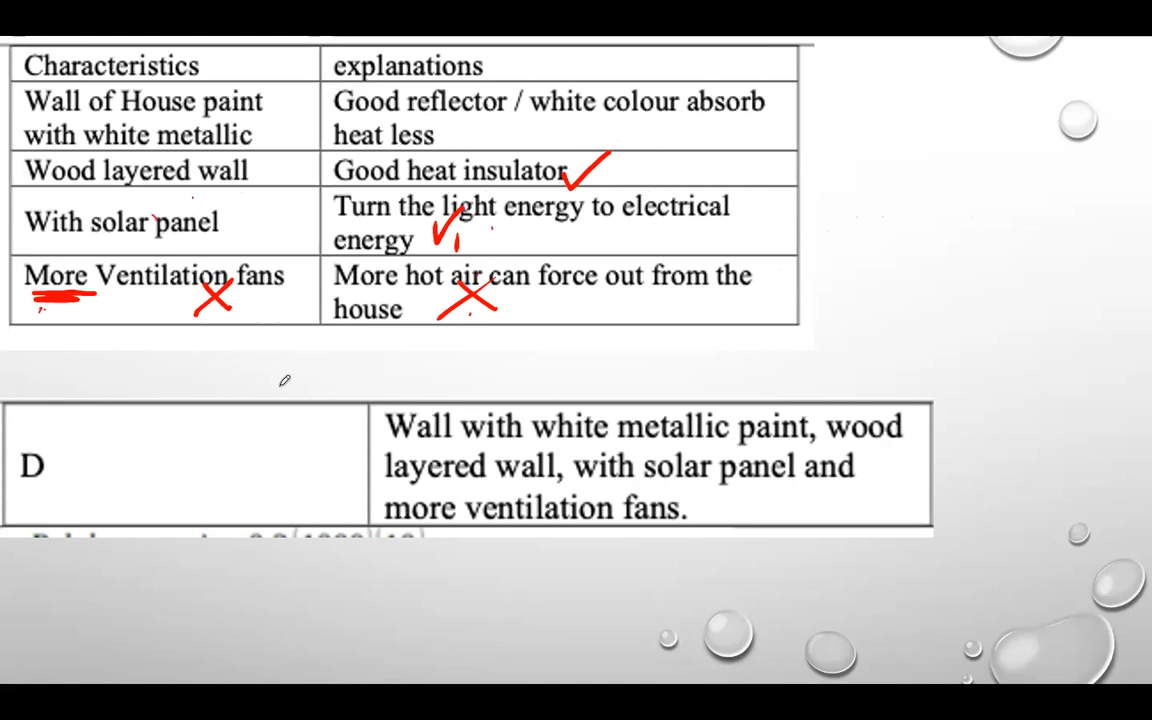 Characteristics
explanations
Wall of House paint
with white metallic
Good reflector / white colour absorb
heat less
Wood layered wall
Good heat insulator
With solar panel
Turn the light energy to electrical
energy
More Ventilation fans
More hot air can force out from the
house
D
Wall with white metallic paint, wood
layered wall, with solar panel and
more ventilation fans.